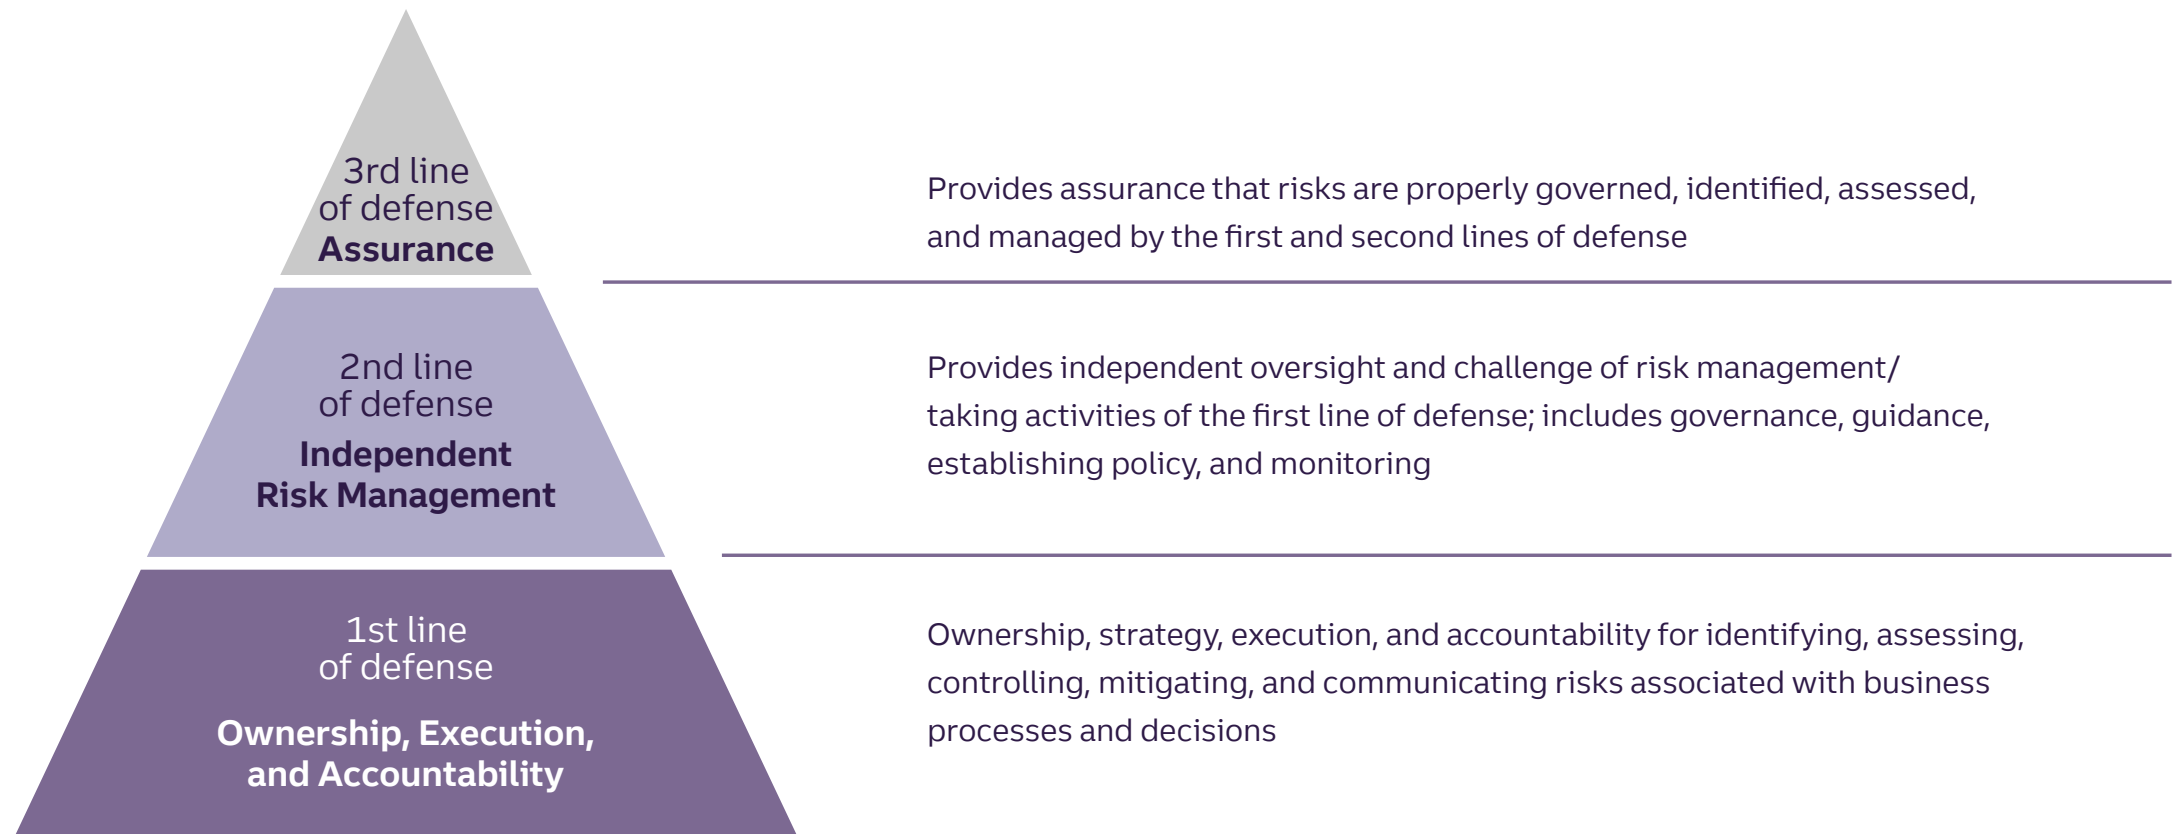 3rd line
of defense
Assurance
Provides assurance that risks are properly governed, identified, assessed,
and managed by the first and second lines of defense
2nd line
of defense
Independent
Risk Management
Provides independent oversight and challenge of risk management/
taking activities of the first line of defense; includes governance, guidance,
establishing policy, and monitoring
1st line
of defense
Ownership, Execution,
and Accountability
Ownership, strategy, execution, and accountability for identifying, assessing,
controlling, mitigating, and communicating risks associated with business
processes and decisions